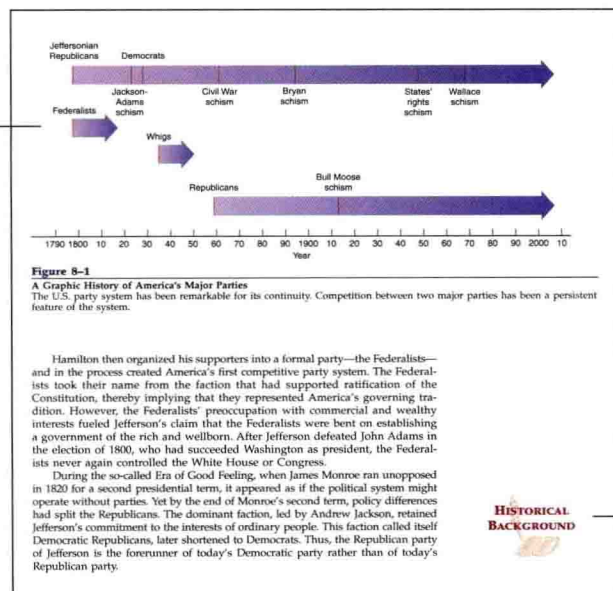 Jeffersonian
Republicans
Democrats
Jackson-
Adams
schism
Civil War
schism
Bryan
schism
States'
rights
schism
Wallace
schism
Federalists
Whigs
Republicans
Bull Moose
schism
1790 1800 10 20 30 40 50 60 70 80 90 1900 10 20 30 40 50 60 70 80 90 2000 10
Year
Figure 8–1
A Graphic History of America's Major Parties
The U.S. party system has been remarkable for its continuity. Competition between two major parties has been a persistent
feature of the system.
Hamilton then organized his supporters into a formal party—the Federalists—
and in the process created America's first competitive party system. The Federal-
ists took their name from the faction that had supported ratification of the
Constitution, thereby implying that they represented America's governing tra-
dition. However, the Federalists' preoccupation with commercial and wealthy
interests fueled Jefferson's claim that the Federalists were bent on establishing
a government of the rich and wellborn. After Jefferson defeated John Adams in
the election of 1800, who had succeeded Washington as president, the Federal-
ists never again controlled the White House or Congress.
During the so-called Era of Good Feeling, when James Monroe ran unopposed
in 1820 for a second presidential term, it appeared as if the political system might
operate without parties. Yet by the end of Monroe's second term, policy differences
had split the Republicans. The dominant faction, led by Andrew Jackson, retained
Jefferson's commitment to the interests of ordinary people. This faction called itself
Democratic Republicans, later shortened to Democrats. Thus, the Republican party
of Jefferson is the forerunner of today's Democratic party rather than of today's
Republican party.
HISTORICAL
BACKGROUND